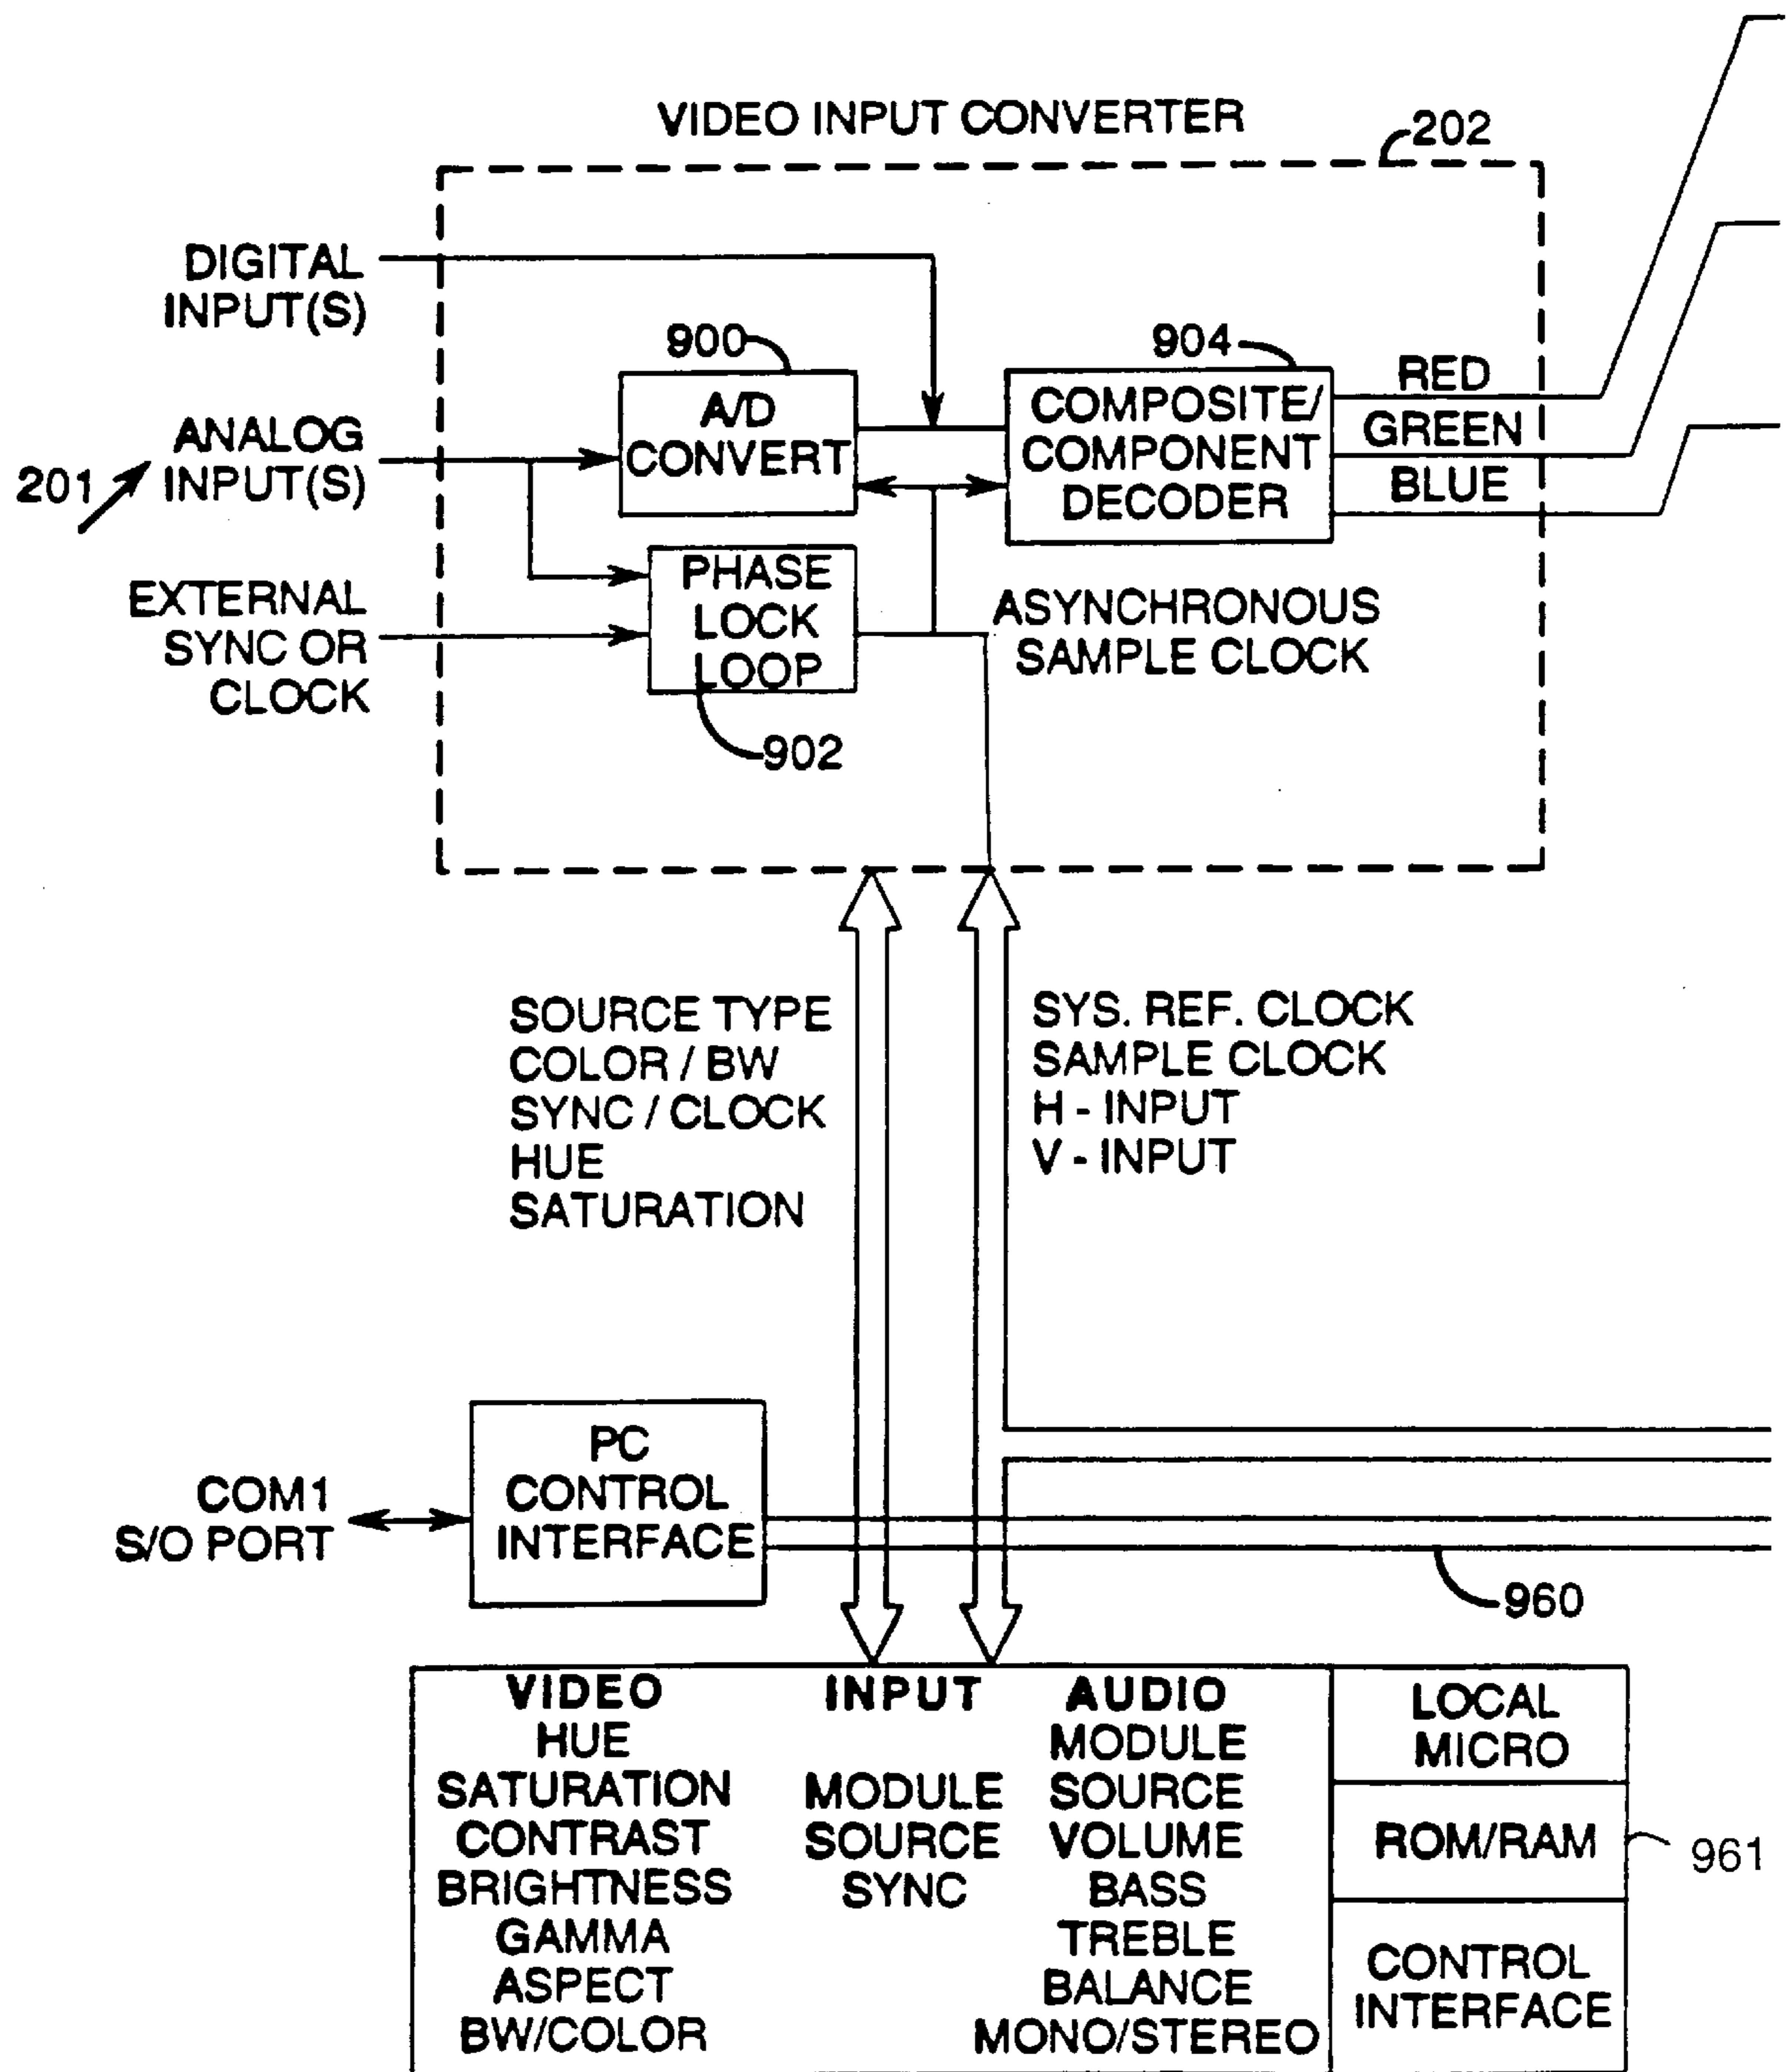 VIDEO INPUT CONVERTER
202
DIGITAL
INPUT(S)
900
A/D
CONVERT
904
COMPOSITE/
COMPONENT
DECODER
RED
GREEN
BLUE
201
ANALOG
INPUT(S)
EXTERNAL
SYNC OR
CLOCK
PHASE
LOCK
LOOP
902
ASYNCHRONOUS
SAMPLE CLOCK
SOURCE TYPE
COLOR / BW
SYNC / CLOCK
HUE
SATURATION
SYS. REF. CLOCK
SAMPLE CLOCK
H - INPUT
V - INPUT
COM1
S/O PORT
PC
CONTROL
INTERFACE
960
VIDEO
HUE
SATURATION
CONTRAST
BRIGHTNESS
GAMMA
ASPECT
BW/COLOR
INPUT
MODULE
SOURCE
SYNC
AUDIO
MODULE
SOURCE
VOLUME
BASS
TREBLE
BALANCE
MONO/STEREO
LOCAL
MICRO
ROM/RAM
961
CONTROL
INTERFACE